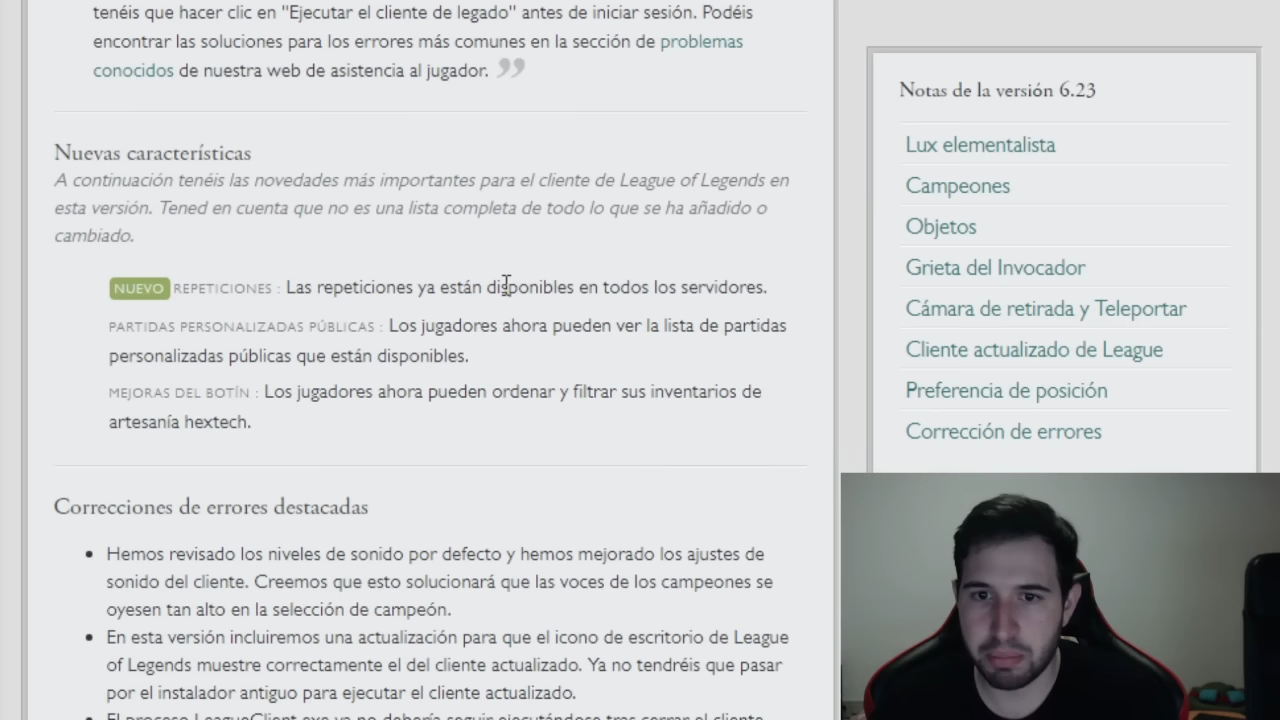 tenéis que hacer clic en "Ejecutar el cliente de legado" antes de iniciar sesión. Podéis
encontrar las soluciones para los errores más comunes en la sección de problemas
conocidos de nuestra web de asistencia al jugador. ”
Nuevas características
A continuación tenéis las novedades más importantes para el cliente de League of Legends en
esta versión. Tened en cuenta que no es una lista completa de todo lo que se ha añadido o
cambiado.
NUEVO REPETICIONES : Las repeticiones ya están disponibles en todos los servidores.
PARTIDAS PERSONALIZADAS PÚBLICAS : Los jugadores ahora pueden ver la lista de partidas
personalizadas públicas que están disponibles.
MEJORAS DEL BOTÍN : Los jugadores ahora pueden ordenar y filtrar sus inventarios de
artesanía hextech.
Correcciones de errores destacadas
• Hemos revisado los niveles de sonido por defecto y hemos mejorado los ajustes de
sonido del cliente. Creemos que esto solucionará que las voces de los campeones se
oyesen tan alto en la selección de campeón.
• En esta versión incluiremos una actualización para que el icono de escritorio de League
of Legends muestre correctamente el del cliente actualizado. Ya no tendréis que pasar
por el instalador antiguo para ejecutar el cliente actualizado.
• El proceso LeagueClient.exe ya no debería seguir ejecutándose tras cerrar el cliente
Notas de la versión 6.23
Lux elementalista
Campeones
Objetos
Grieta del Invocador
Cámara de retirada y Teleportar
Cliente actualizado de League
Preferencia de posición
Corrección de errores